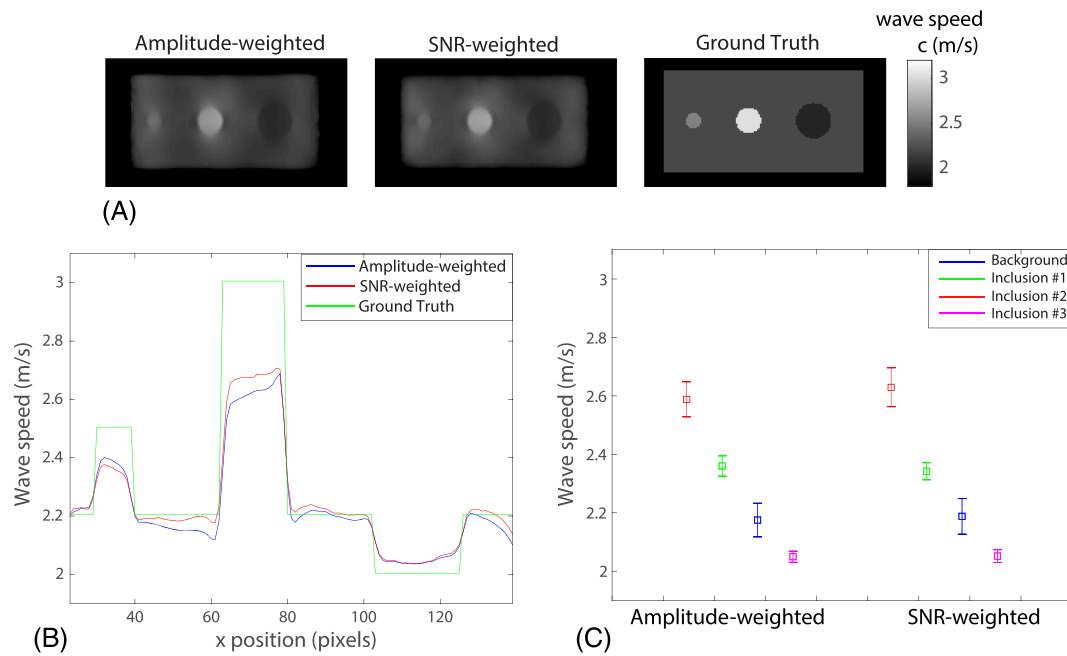 Amplitude-weighted
SNR-weighted
Ground Truth
wave speed
c (m/s)
3
2.5
2
(A)
Wave speed (m/s)
3
2.8
2.6
2.4
2.2
2
40
60
80
100
120
x position (pixels)
Amplitude-weighted
SNR-weighted
Ground Truth
(B)
Wave speed (m/s)
3
2.8
2.6
2.4
2.2
2
Background
Inclusion #1
Inclusion #2
Inclusion #3
Amplitude-weighted
SNR-weighted
(C)